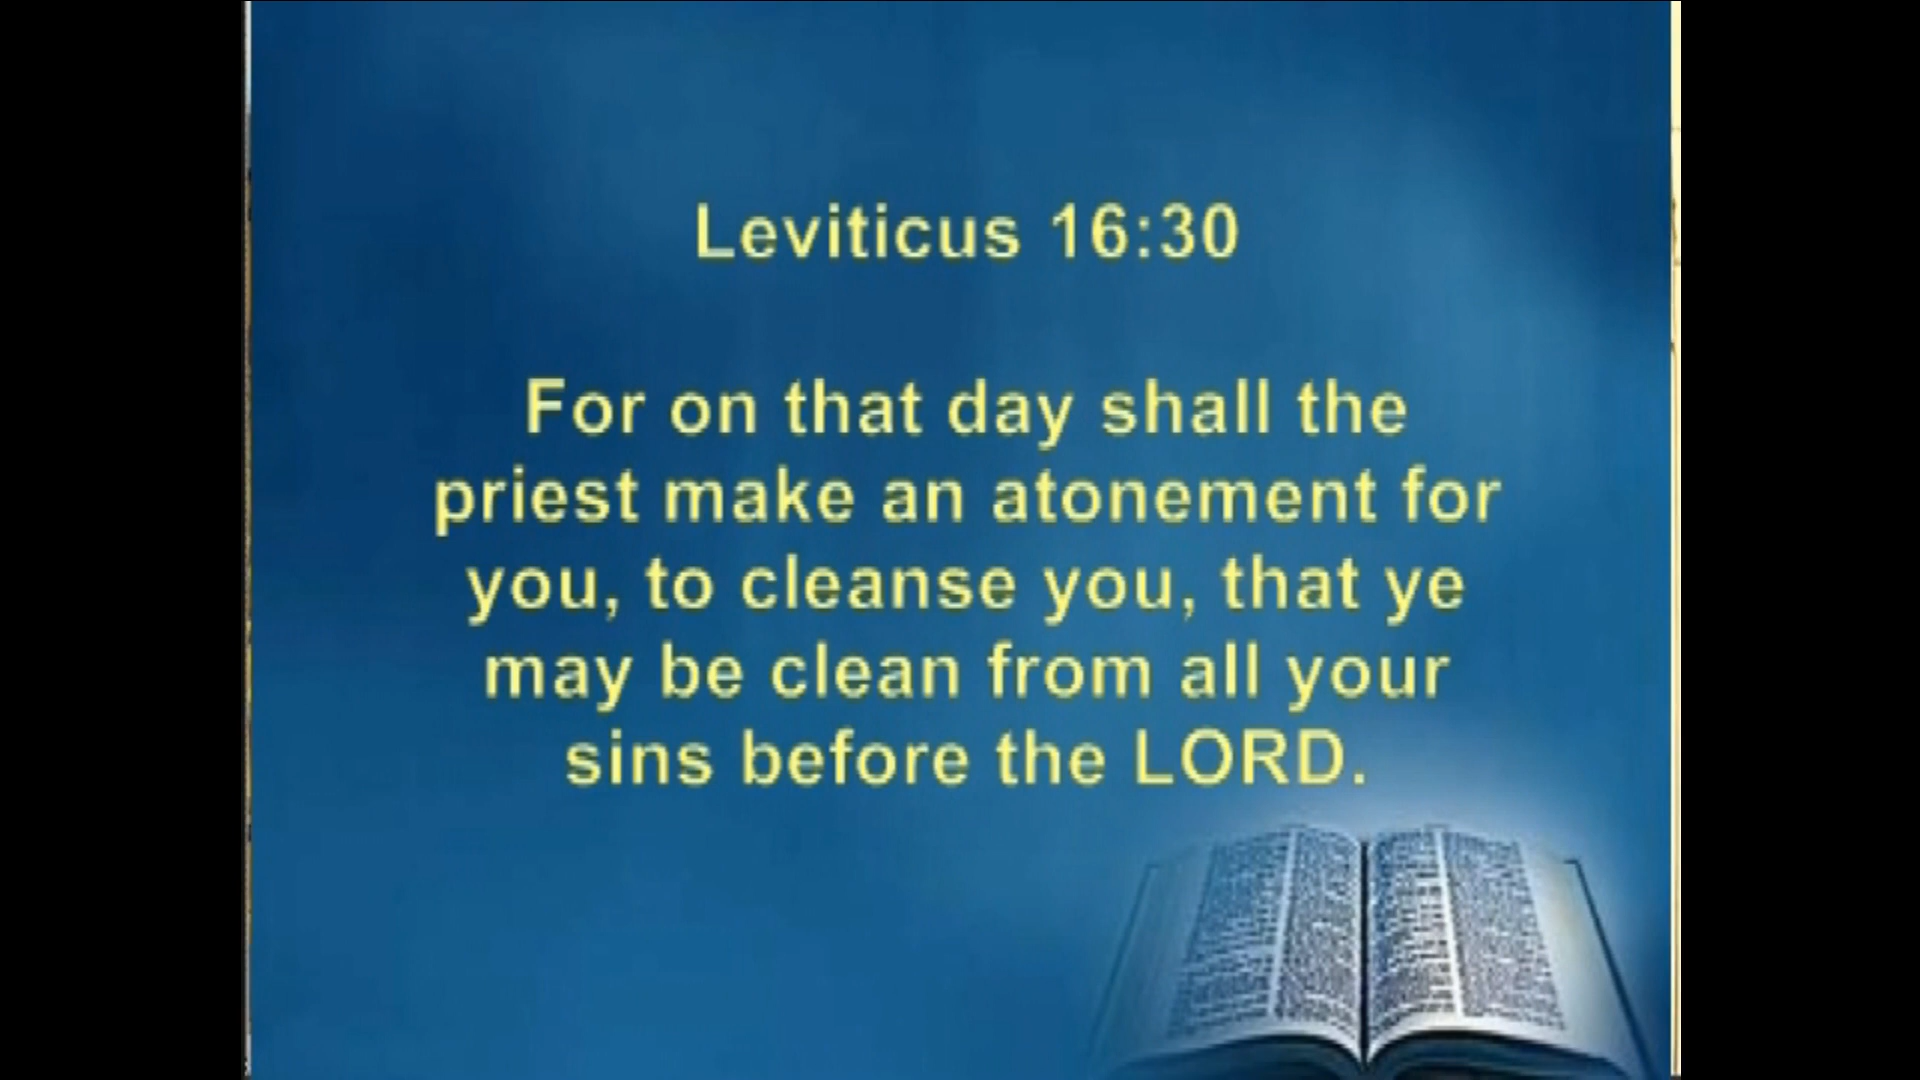 Leviticus 16:30
For on that day shall the
priest make an atonement for
you, to cleanse you, that ye
may be clean from all your
sins before the LORD.